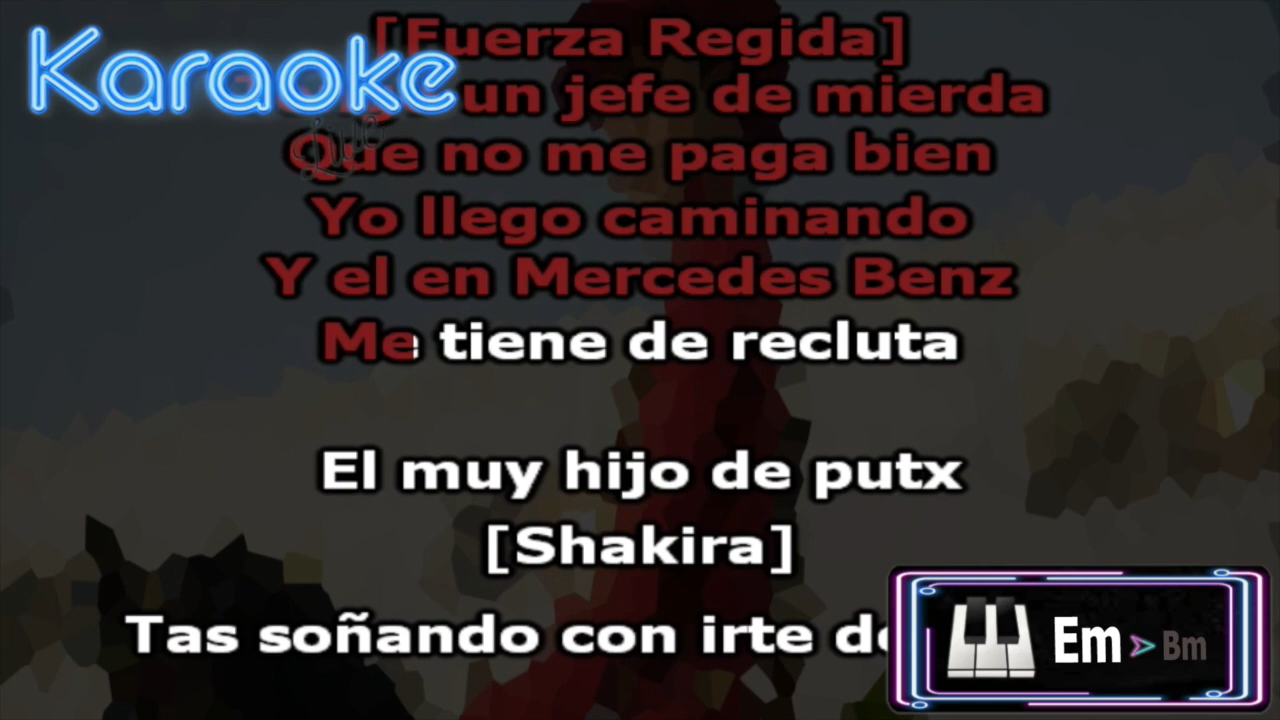 Karaoke
Live
[Fuerza Regida]
un jefe de mierda
Que no me paga bien
Yo llego caminando
Y el en Mercedes Benz
Me tiene de recluta
El muy hijo de putx
[Shakira]
Tas soñando con irte de
Em > Bm